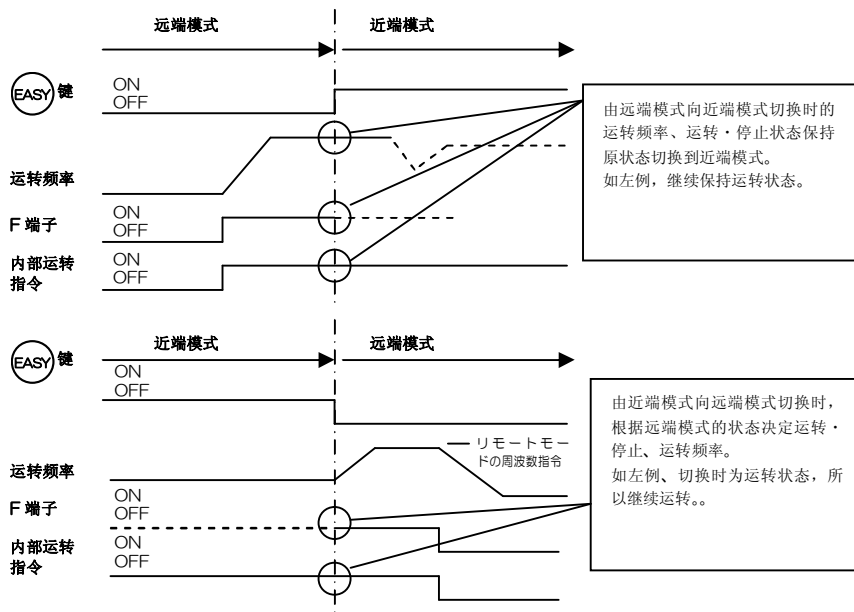 远端模式 近端模式
EASY 键
ON
OFF
运转频率
F 端子
ON
OFF
内部运转
指令
ON
OFF
由远端模式向近端模式切换时的
运转频率、运转・停止状态保持
原状态切换到近端模式。
如左例，继续保持运转状态。
近端模式 远端模式
EASY 键
ON
OFF
リモートモー
ドの周波数指令
运转频率
F 端子
ON
OFF
内部运转
指令
ON
OFF
由近端模式向远端模式切换时，
根据远端模式的状态决定运转・
停止、运转频率。
如左例、切换时为运转状态，所
以继续运转。。